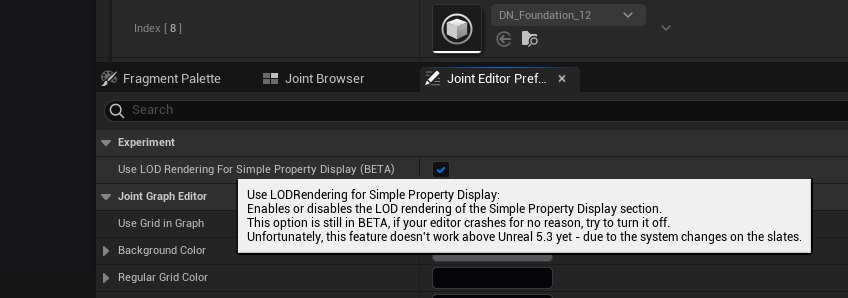 Index [ 8 ]
DN_Foundation_12
Fragment Palette
Joint Browser
Joint Editor Pref...
Search
Experiment
Use LOD Rendering For Simple Property Display (BETA)
Joint Graph Editor
Use LODRendering for Simple Property Display:
Enables or disables the LOD rendering of the Simple Property Display section.
This option is still in BETA, if your editor crashes for no reason, try to turn it off.
Unfortunately, this feature doesn't work above Unreal 5.3 yet - due to the system changes on the slates.
Use Grid in Graph
Background Color
Regular Grid Color